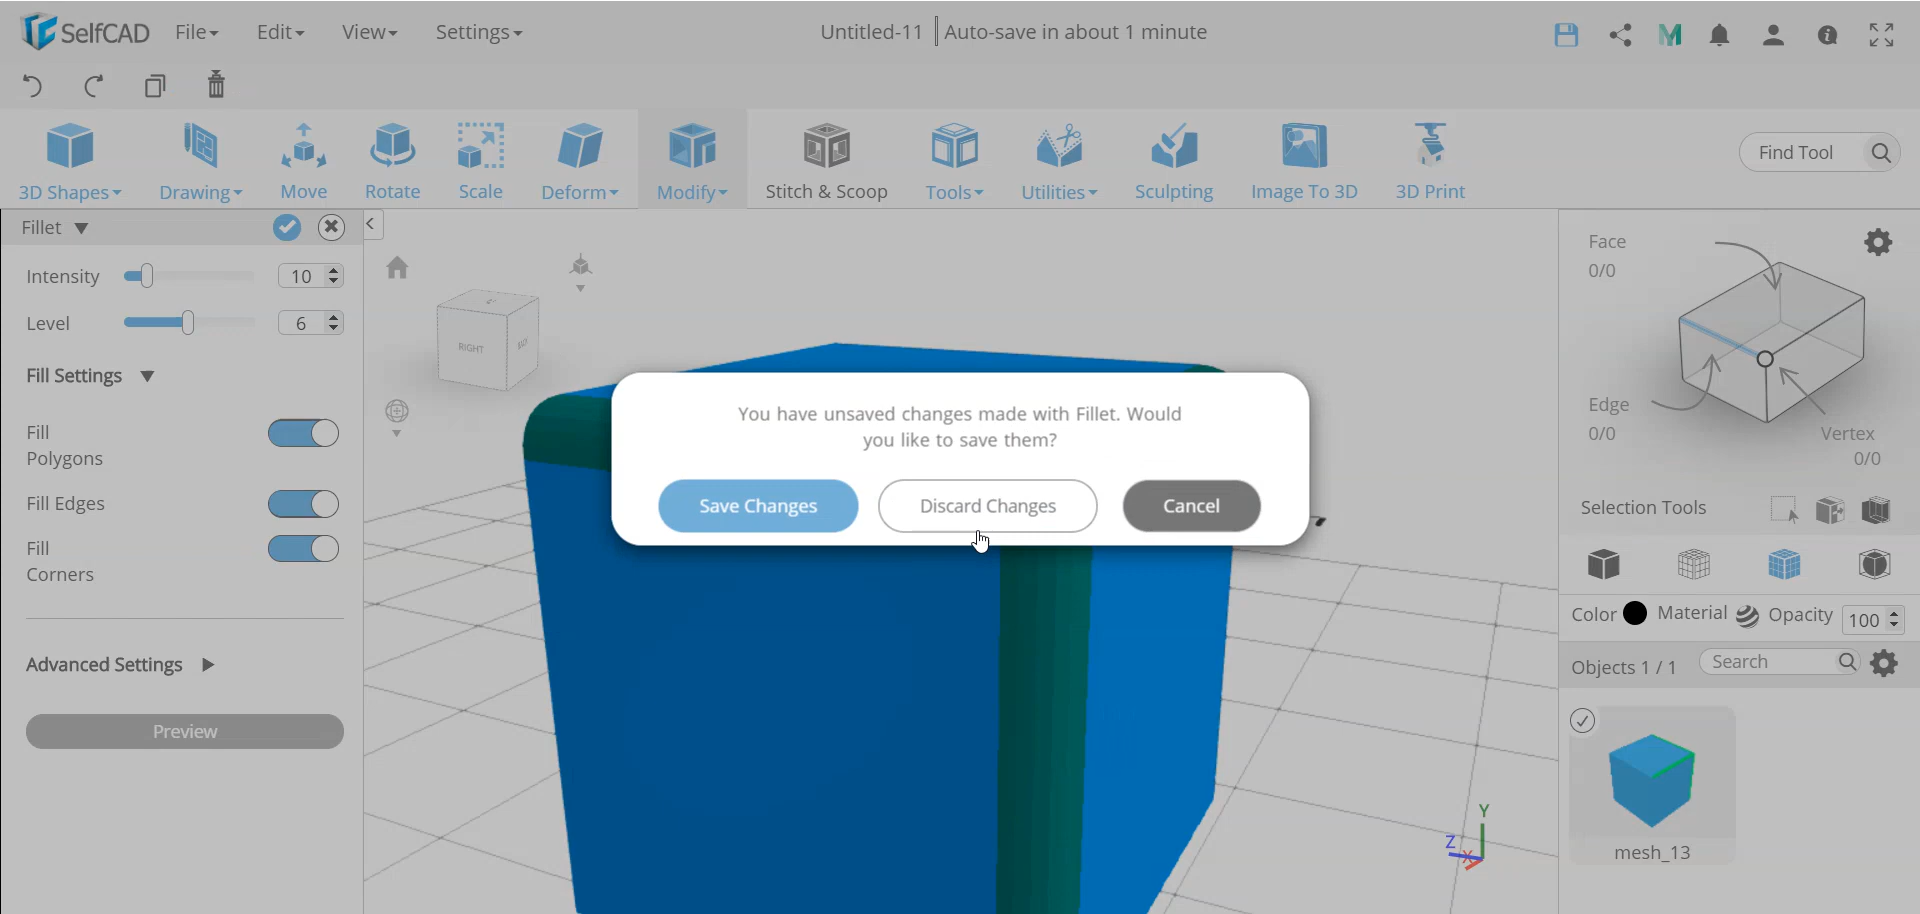 SelfCAD
File
Edit
View
Settings
Untitled-11
Auto-save in about 1 minute
3D Shapes
Drawing
Move
Rotate
Scale
Deform
Modify
Stitch & Scoop
Tools
Utilities
Sculpting
Image To 3D
3D Print
Find Tool
Fillet
Intensity
10
Level
6
Fill Settings
Fill
Polygons
Fill Edges
Fill
Corners
Advanced Settings
Preview
RIGHT
BACK
You have unsaved changes made with Fillet. Would
you like to save them?
Save Changes
Discard Changes
Cancel
Y
Z
X
Face
0/0
Edge
0/0
Vertex
0/0
Selection Tools
Color
Material
Opacity
100
Objects 1 / 1
Search
mesh_13